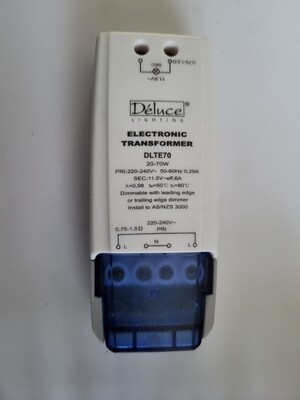 SEC
Déluce®
LIGHTING
ELECTRONIC
TRANSFORMER
DLTE70
20-70W
PRI:220-240V~ 50-60Hz 0.29A
SEC:11.5V~eff,6A
λ=0,98 ta=50°C tc=80°C
Dimmable with leading edge
or trailing edge dimmer
Install to AS/NZS 3000
220-240V~
0,75-1,5 PRI
L N L